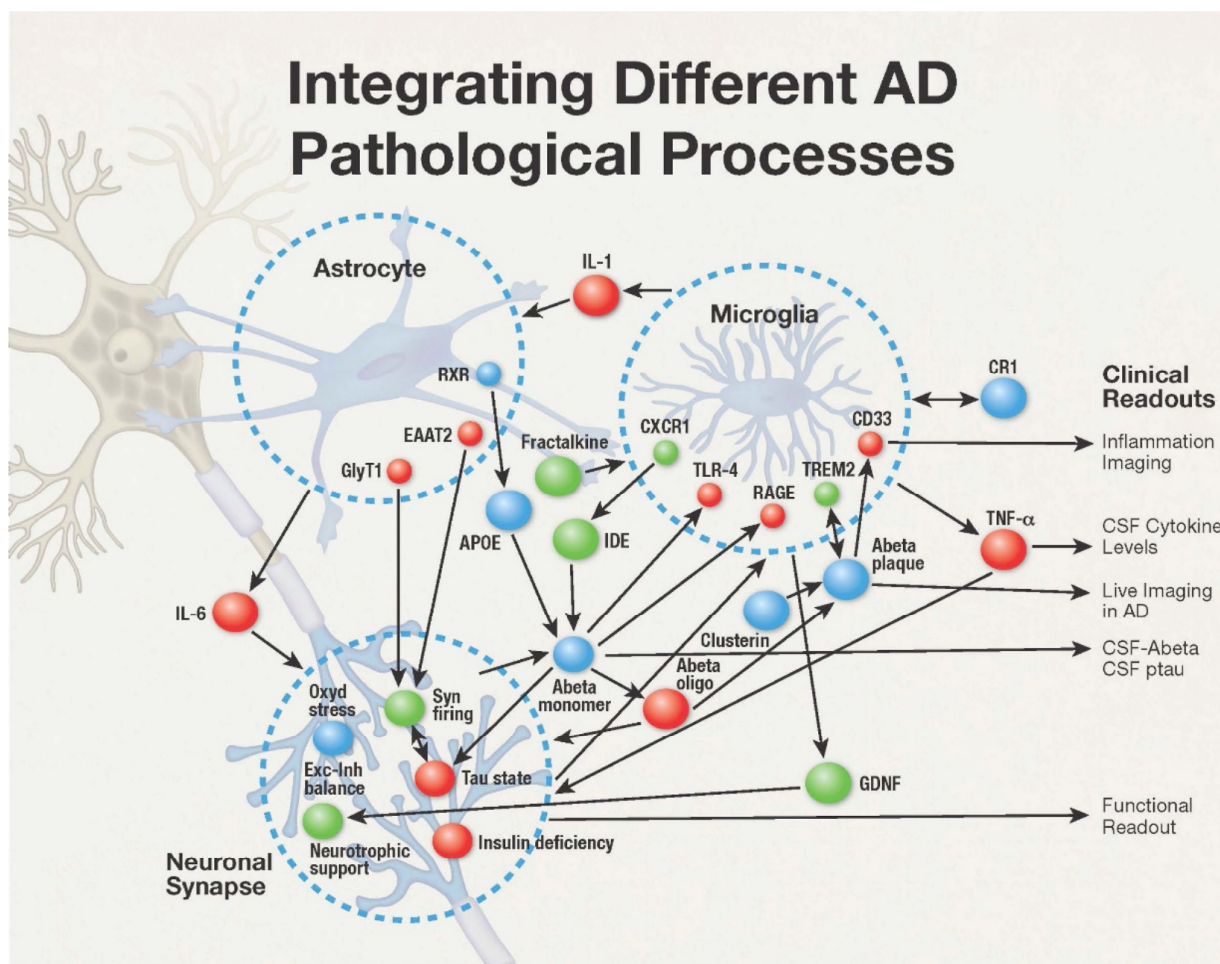 Integrating Different AD
Pathological Processes
Astrocyte
IL-1
Microglia
RXR
CR1
Clinical
Readouts
EAAT2
Fractalkine
CXCR1
CD33
Inflammation
Imaging
GlyT1
TLR-4
TREM2
RAGE
APOE
IDE
TNF-α
CSF Cytokine
Levels
Abeta
plaque
Live Imaging
in AD
IL-6
Clusterin
CSF-Abeta
CSF ptau
Oxyd
stress
Syn
firing
Abeta
monomer
Abeta
oligo
Exc-Inh
balance
Tau state
GDNF
Functional
Readout
Neurotrophic
support
Insulin deficiency
Neuronal
Synapse